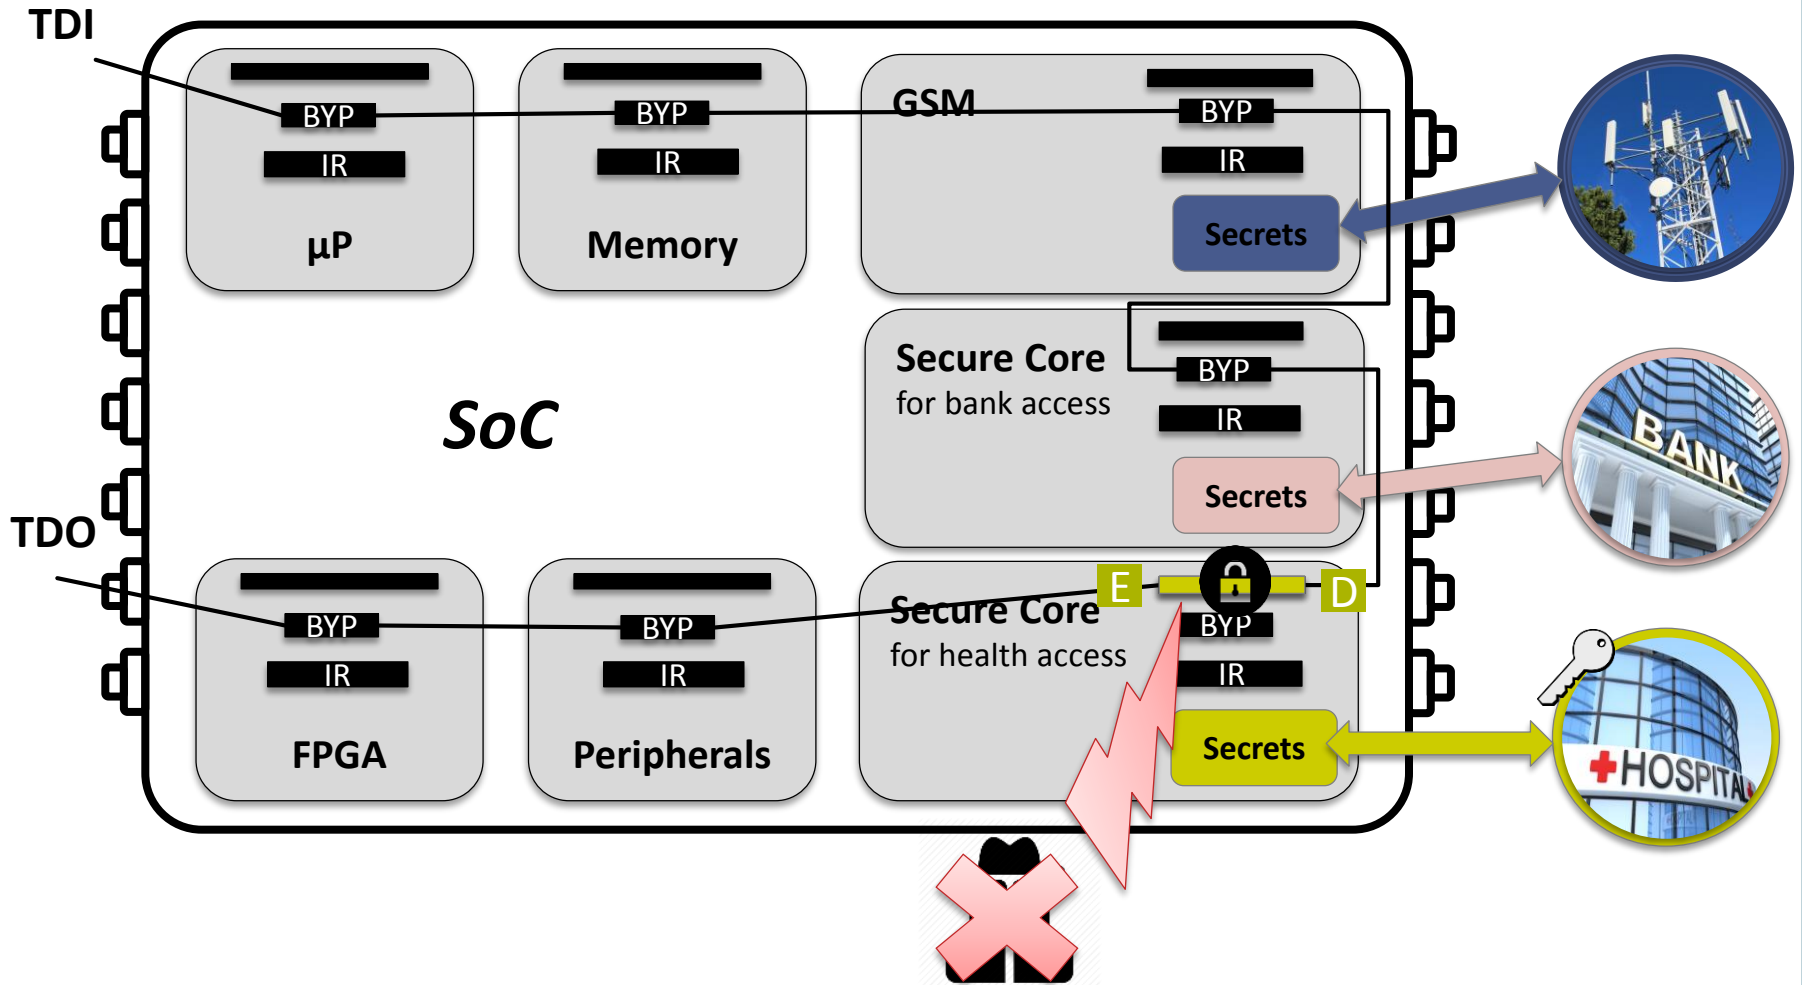 TDI
BYP
IR
µP
BYP
IR
Memory
GSM
BYP
IR
Secrets
Secure Core
for bank access
BYP
IR
Secrets
BANK
SoC
TDO
BYP
IR
FPGA
BYP
IR
Peripherals
E
D
Secure Core
for health access
BYP
IR
Secrets
HOSPITAL